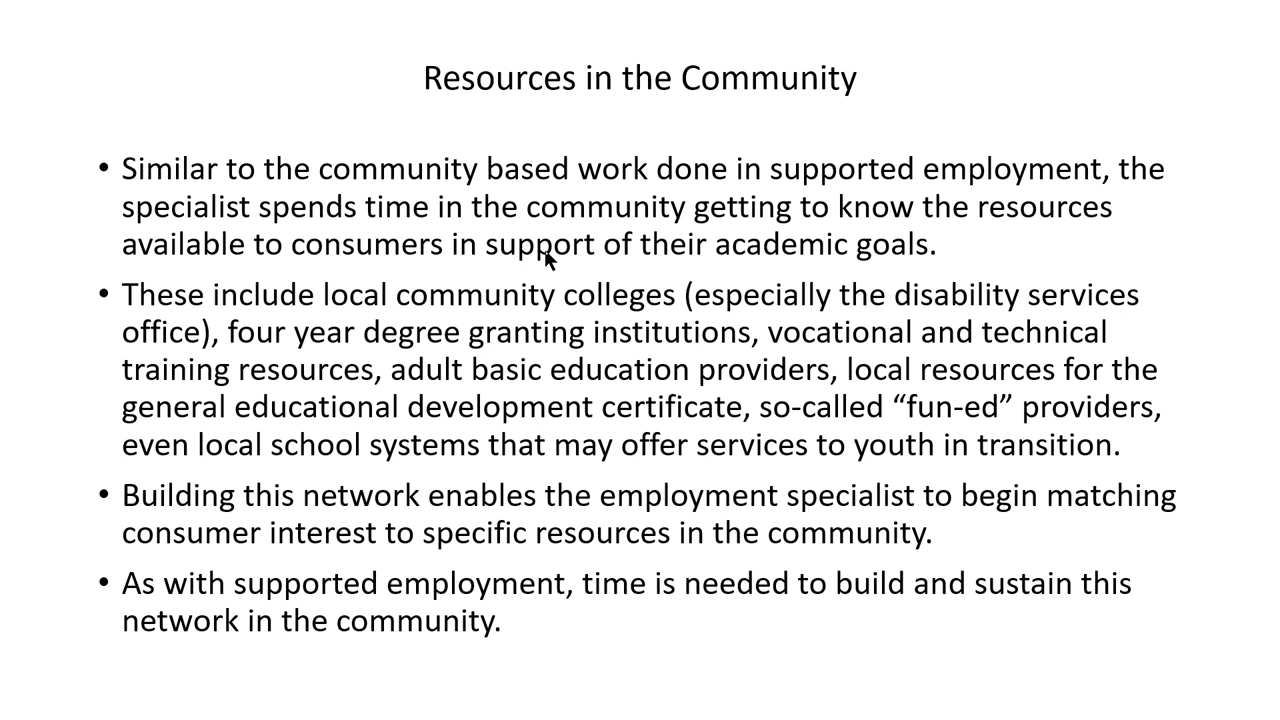 Resources in the Community
• Similar to the community based work done in supported employment, the
specialist spends time in the community getting to know the resources
available to consumers in support of their academic goals.
• These include local community colleges (especially the disability services
office), four year degree granting institutions, vocational and technical
training resources, adult basic education providers, local resources for the
general educational development certificate, so-called “fun-ed” providers,
even local school systems that may offer services to youth in transition.
• Building this network enables the employment specialist to begin matching
consumer interest to specific resources in the community.
• As with supported employment, time is needed to build and sustain this
network in the community.